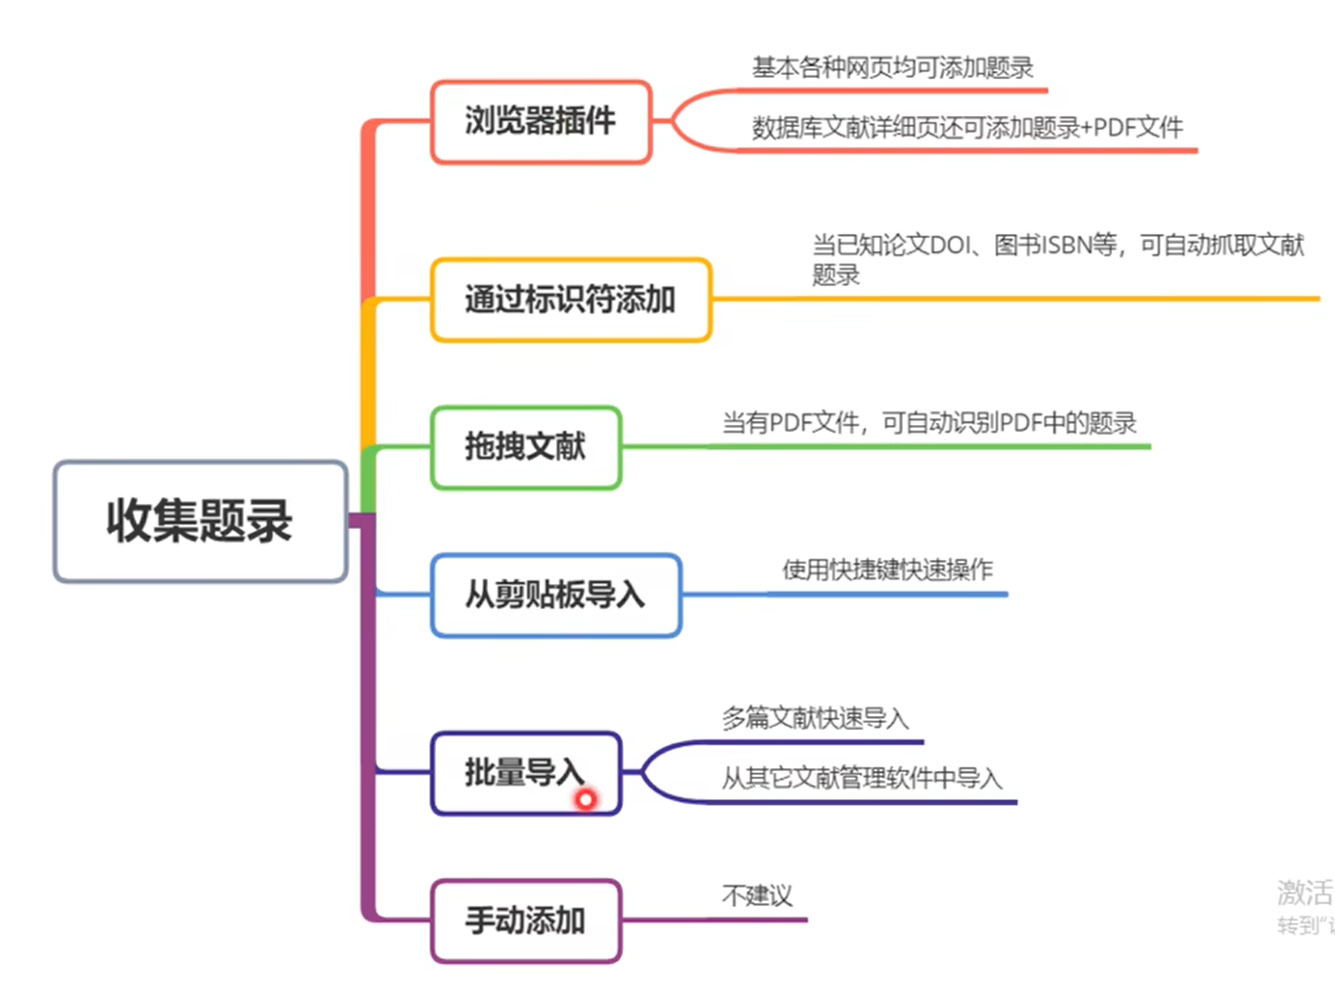 基本各种网页均可添加题录
浏览器插件
数据库文献详细页还可添加题录+PDF文件
当已知论文DOI、图书ISBN等，可自动抓取文献
题录
通过标识符添加
当有PDF文件，可自动识别PDF中的题录
拖拽文献
收集题录
使用快捷键快速操作
从剪贴板导入
多篇文献快速导入
批量导入
从其它文献管理软件中导入
不建议
手动添加
激活
转到“